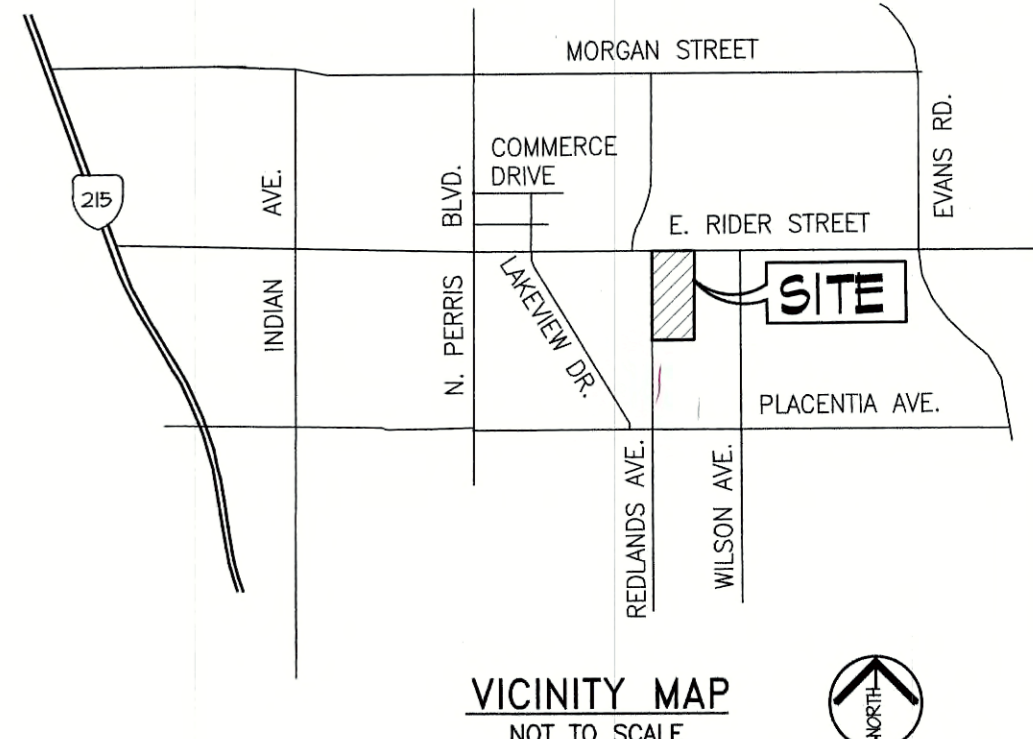 MORGAN STREET
COMMERCE
DRIVE
EVANS RD.
215
INDIAN AVE.
N. PERRIS BLVD.
E. RIDER STREET
SITE
LAKEVIEW DR.
PLACENTIA AVE.
REDLANDS AVE.
WILSON AVE.
VICINITY MAP
NOT TO SCALE
NORTH